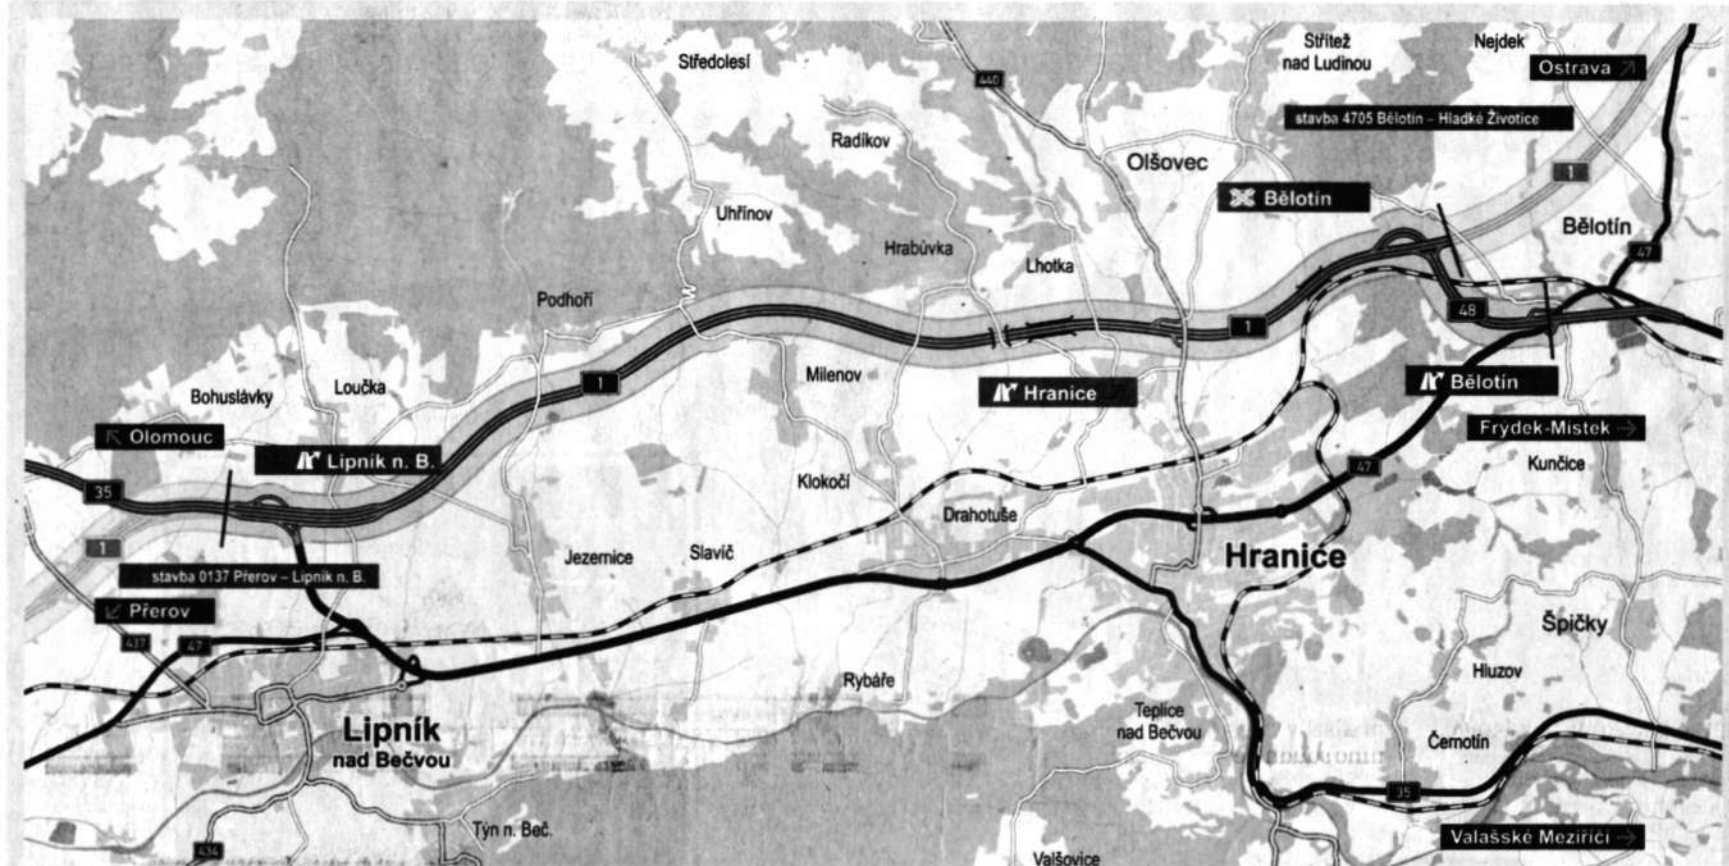 Středolesí
440
Střítež
nad Ludinou
Nejdek
Ostrava
stavba 4705 Bělotín – Hladké Životice
Radíkov
Olšovec
1
Bělotín
Uhřínov
Bělotín
Hrabůvka
Lhotka
47
Podhoří
48
1
1
Milenov
Hranice
Bělotín
Loučka
Bohuslávky
Olomouc
Lipník n. B.
Frýdek-Místek
Kunčice
47
Klokočí
35
Drahotuše
1
Jezernice
Slavíč
Hranice
stavba 0137 Přerov – Lipník n. B.
Přerov
437
47
Špičky
Hluzov
Rybáře
Lipník
nad Bečvou
Teplice
nad Bečvou
Černotín
35
Týn n. Beč.
434
Valašské Meziříčí
Valšovice